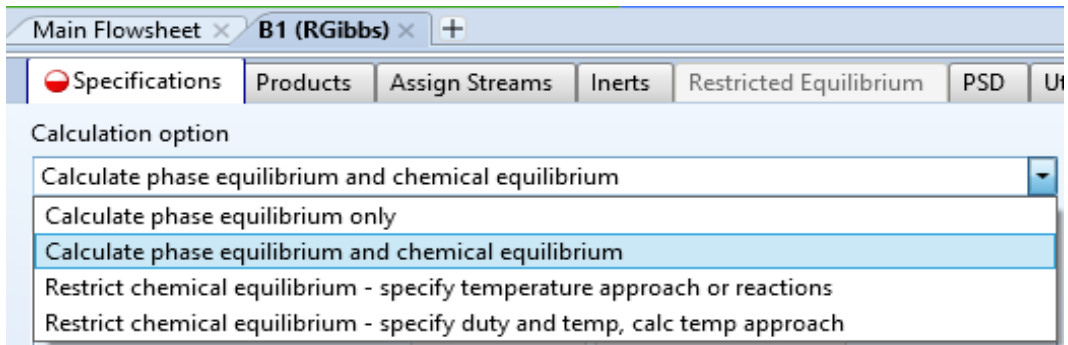 Main Flowsheet × B1 (RGibbs) × +
Specifications Products Assign Streams Inerts Restricted Equilibrium PSD
Calculation option
Calculate phase equilibrium and chemical equilibrium
Calculate phase equilibrium only
Calculate phase equilibrium and chemical equilibrium
Restrict chemical equilibrium - specify temperature approach or reactions
Restrict chemical equilibrium - specify duty and temp, calc temp approach